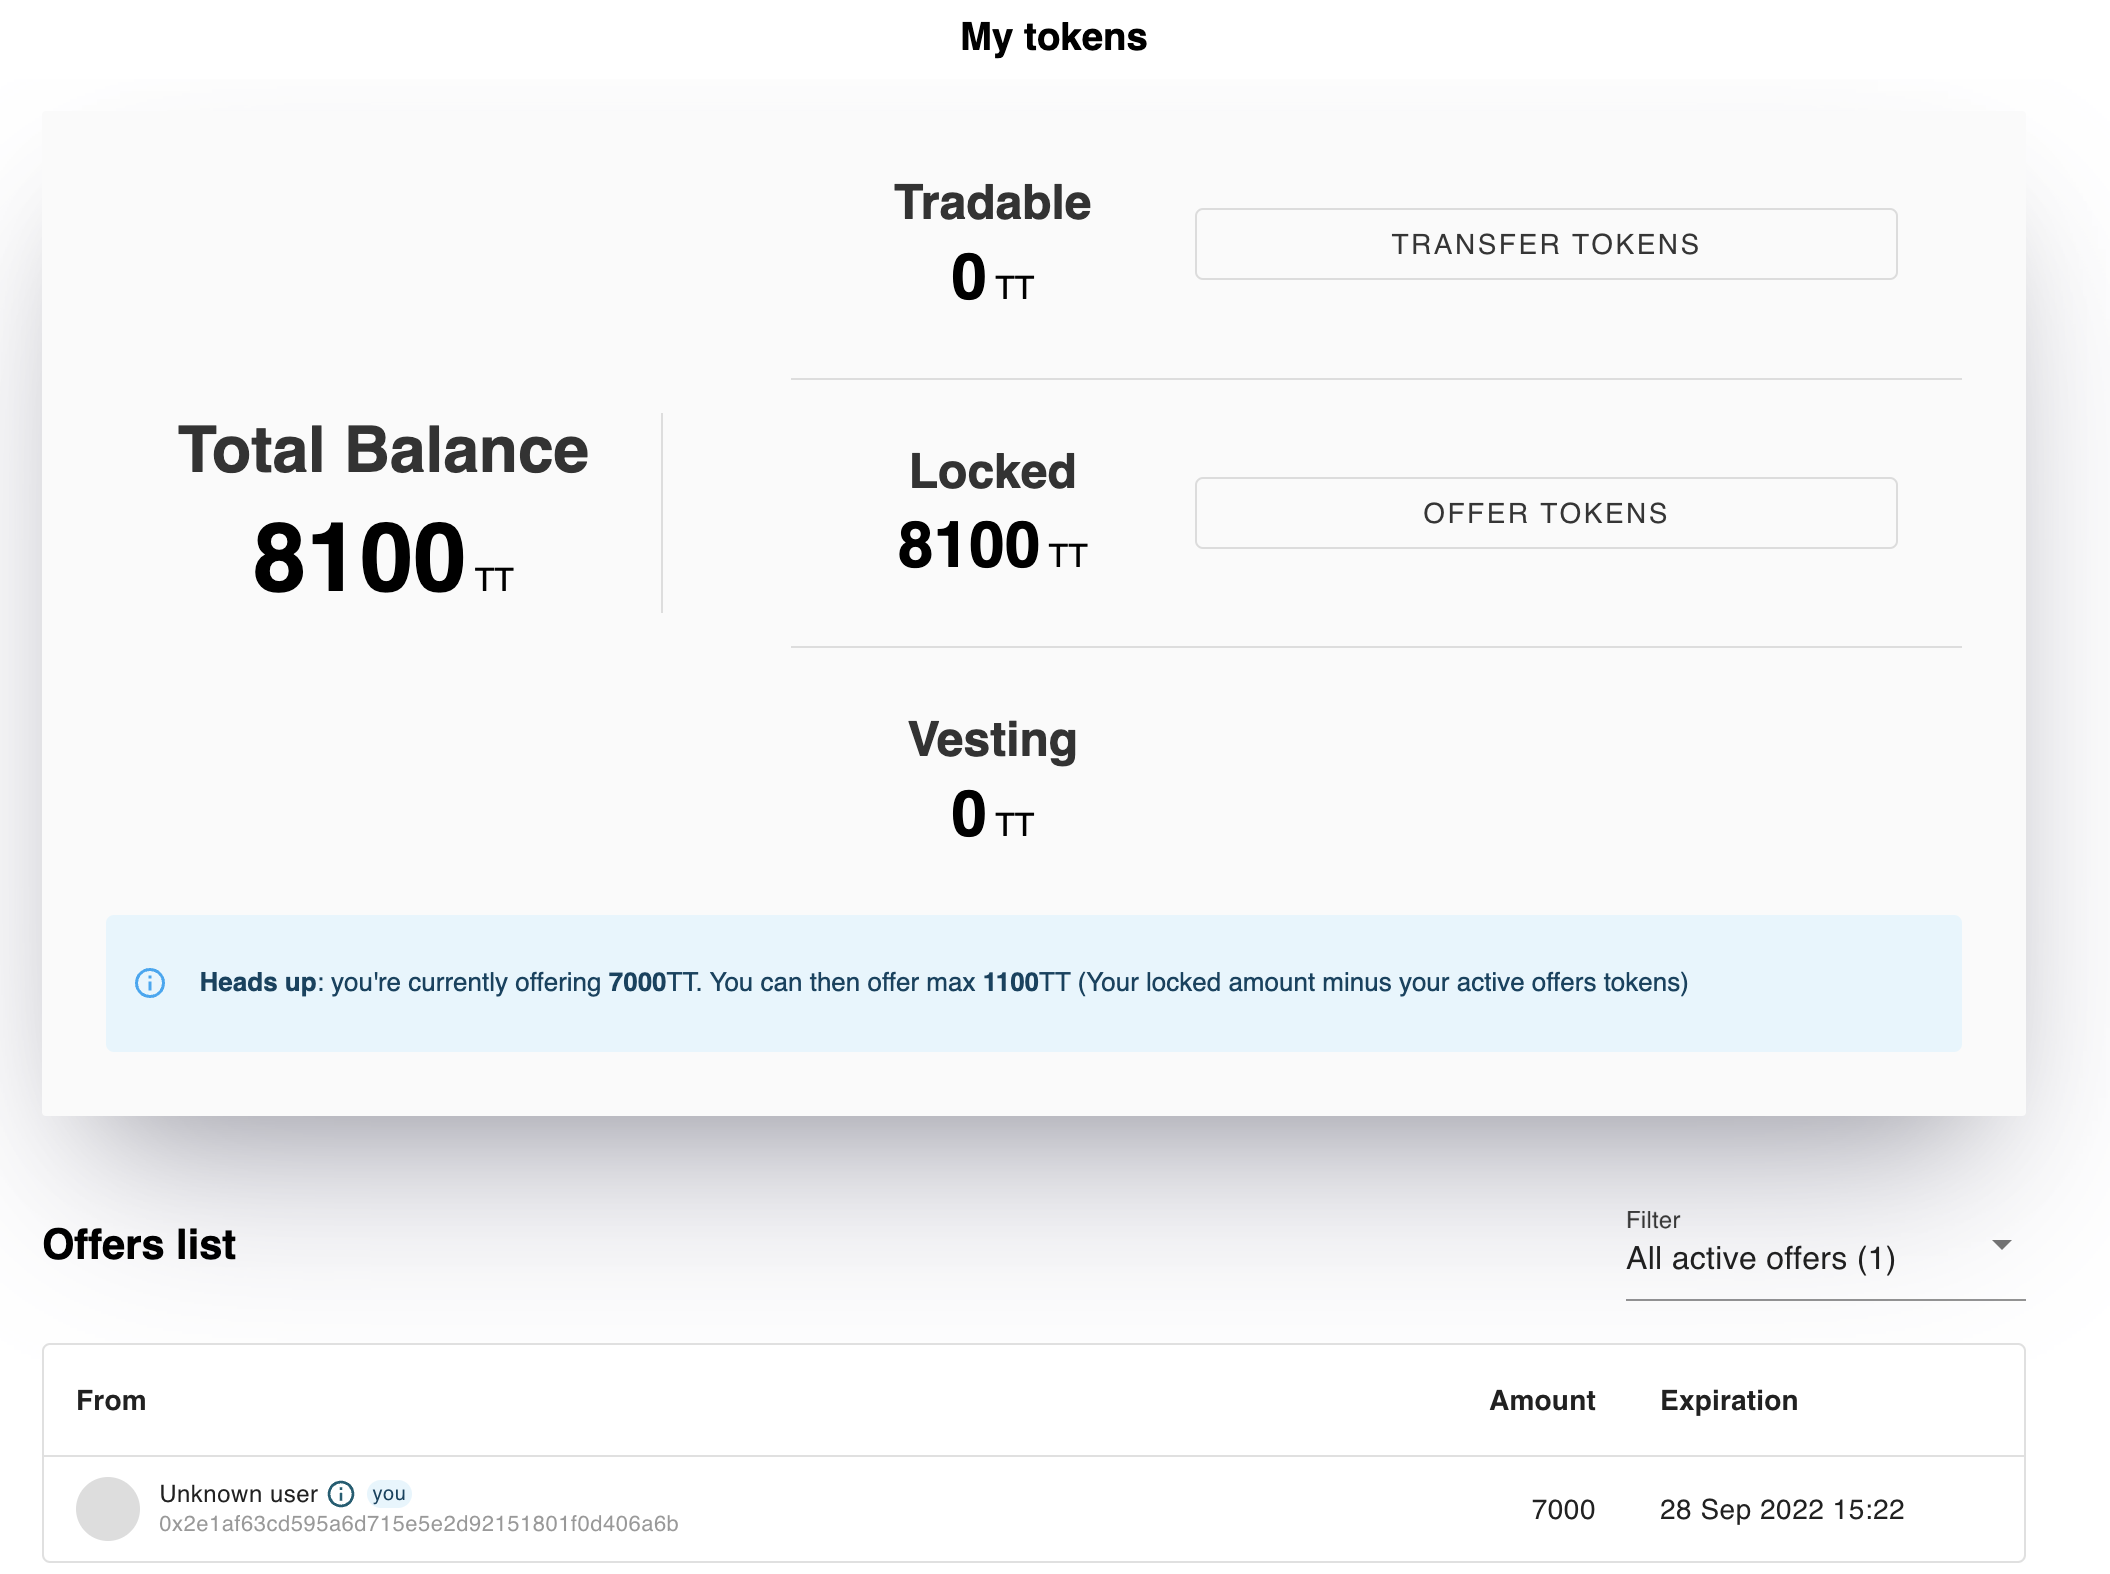 My tokens
Tradable
0 TT
TRANSFER TOKENS
Total Balance
8100 TT
Locked
8100 TT
OFFER TOKENS
Vesting
0 TT
Heads up: you're currently offering 7000TT. You can then offer max 1100TT (Your locked amount minus your active offers tokens)
Offers list
Filter
All active offers (1)
From Amount Expiration
Unknown user you
0x2e1af63cd595a6d715e5e2d92151801f0d406a6b
7000 28 Sep 2022 15:22